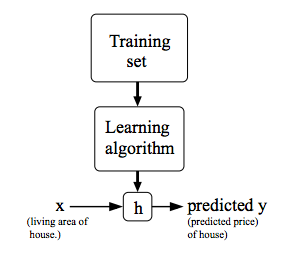 Training
set
Learning
algorithm
x
h
predicted y
(living area of
house.)
(predicted price)
of house)